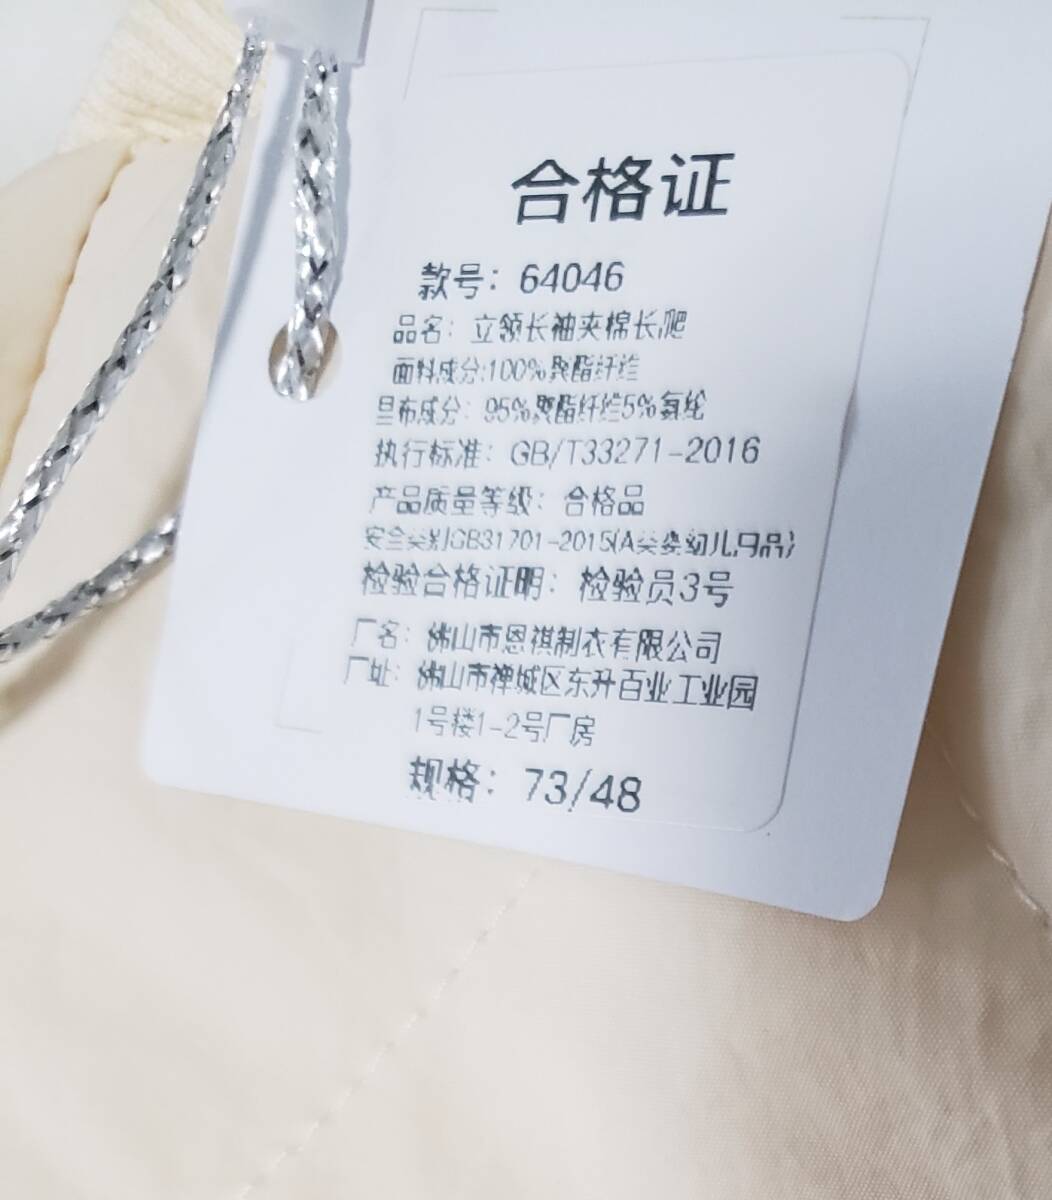 合格证
款号：64046
品名：立领长袖夹棉长爬
面料成分:100%聚酯纤维
里布成分：95%聚酯纤维5%氨纶
执行标准：GB/T33271-2016
产品质量等级：合格品
安全类别GB31701-2015(A类婴幼儿用品)
检验合格证明：检验员3号
厂名：佛山市恩祺制衣有限公司
厂址：佛山市禅城区东升百业工业园
1号楼1-2号厂房
规格：73/48